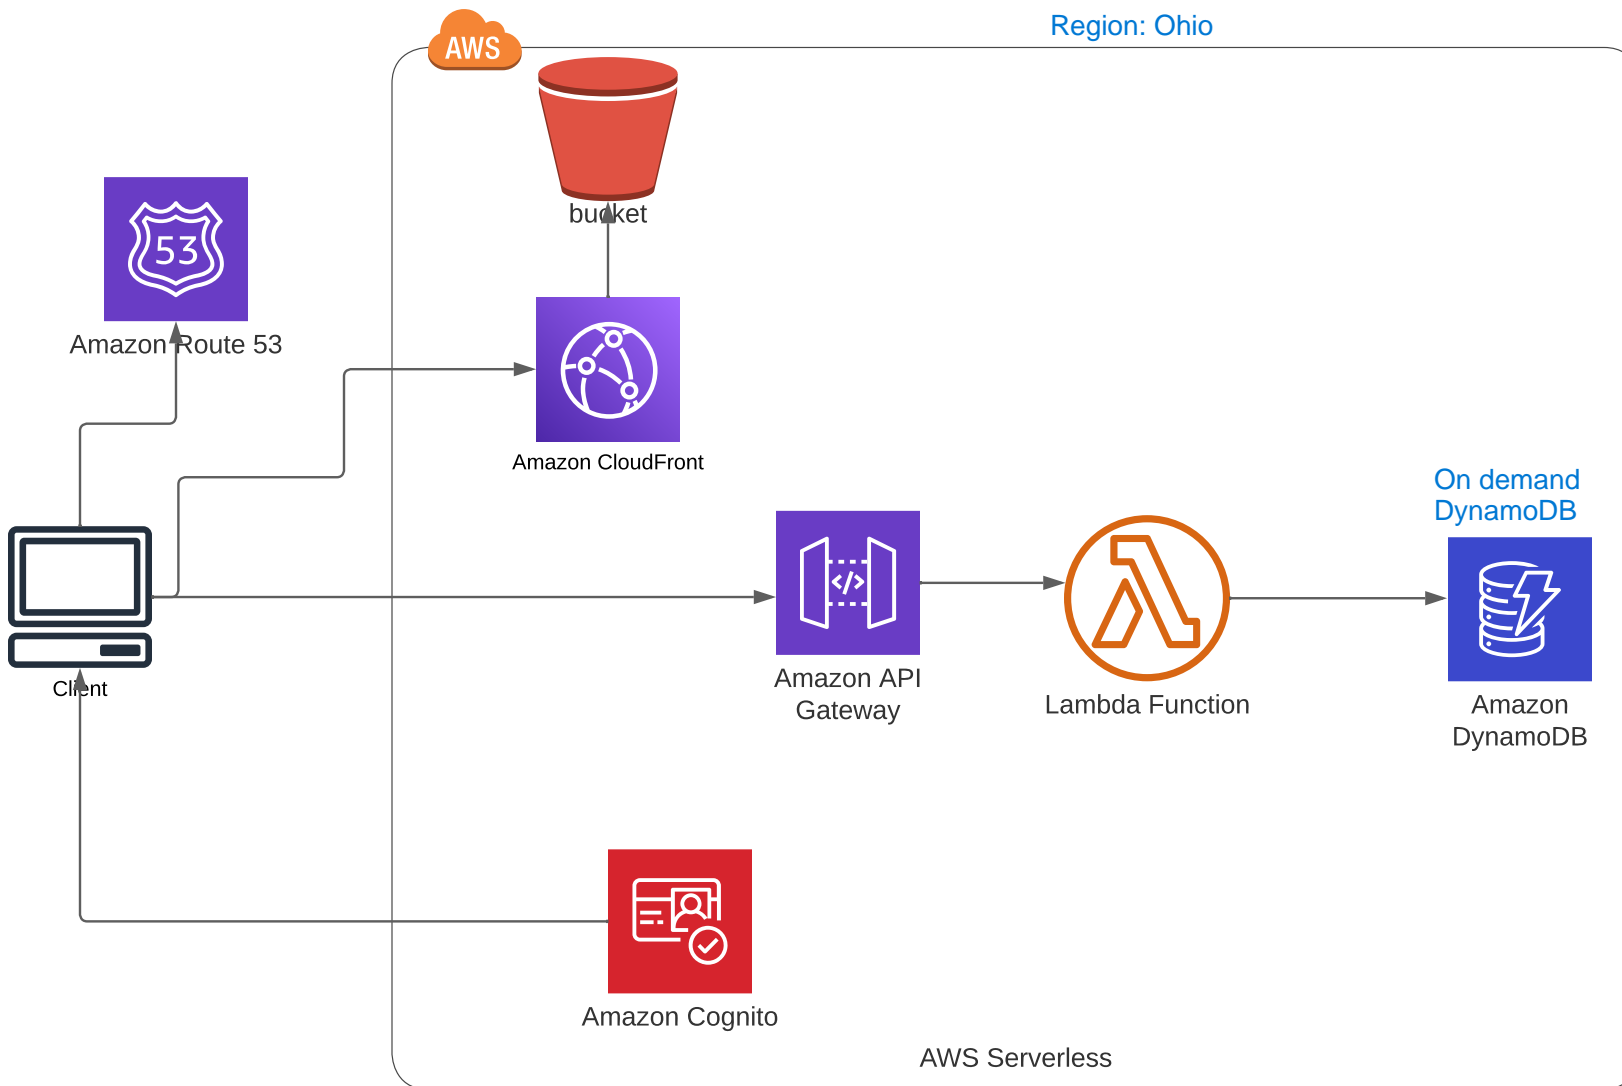 Region: Ohio
AWS
bucket
53
Amazon Route 53
Amazon CloudFront
On demand
DynamoDB
Client
Amazon API
Gateway
Lambda Function
Amazon
DynamoDB
Amazon Cognito
AWS Serverless